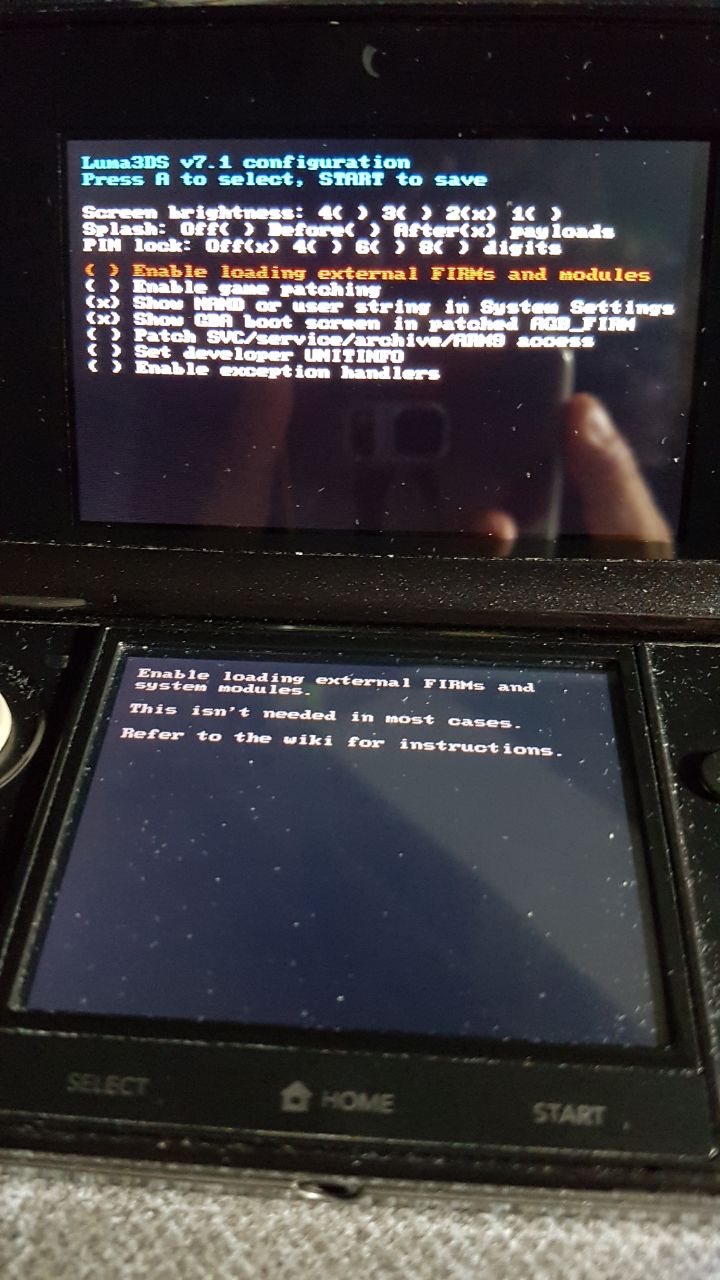 Luma3DS v7.1 configuration
Press A to select, START to save
Screen brightness: 4( ) 3( ) 2(x) 1( )
Splash: Off( ) Before( ) After(x) payloads
PIN lock: Off(x) 4( ) 6( ) 8( ) digits
( ) Enable loading external FIRMs and modules
( ) Enable game patching
(x) Show NAND or user string in System Settings
(x) Show GBA boot screen in patched AGB_FIRM
( ) Patch SVC/service/archive/ARM9 access
( ) Set developer UNITINFO
( ) Enable exception handlers
Enable loading external FIRMs and
system modules.
This isn't needed in most cases.
Refer to the wiki for instructions.
SELECT HOME START